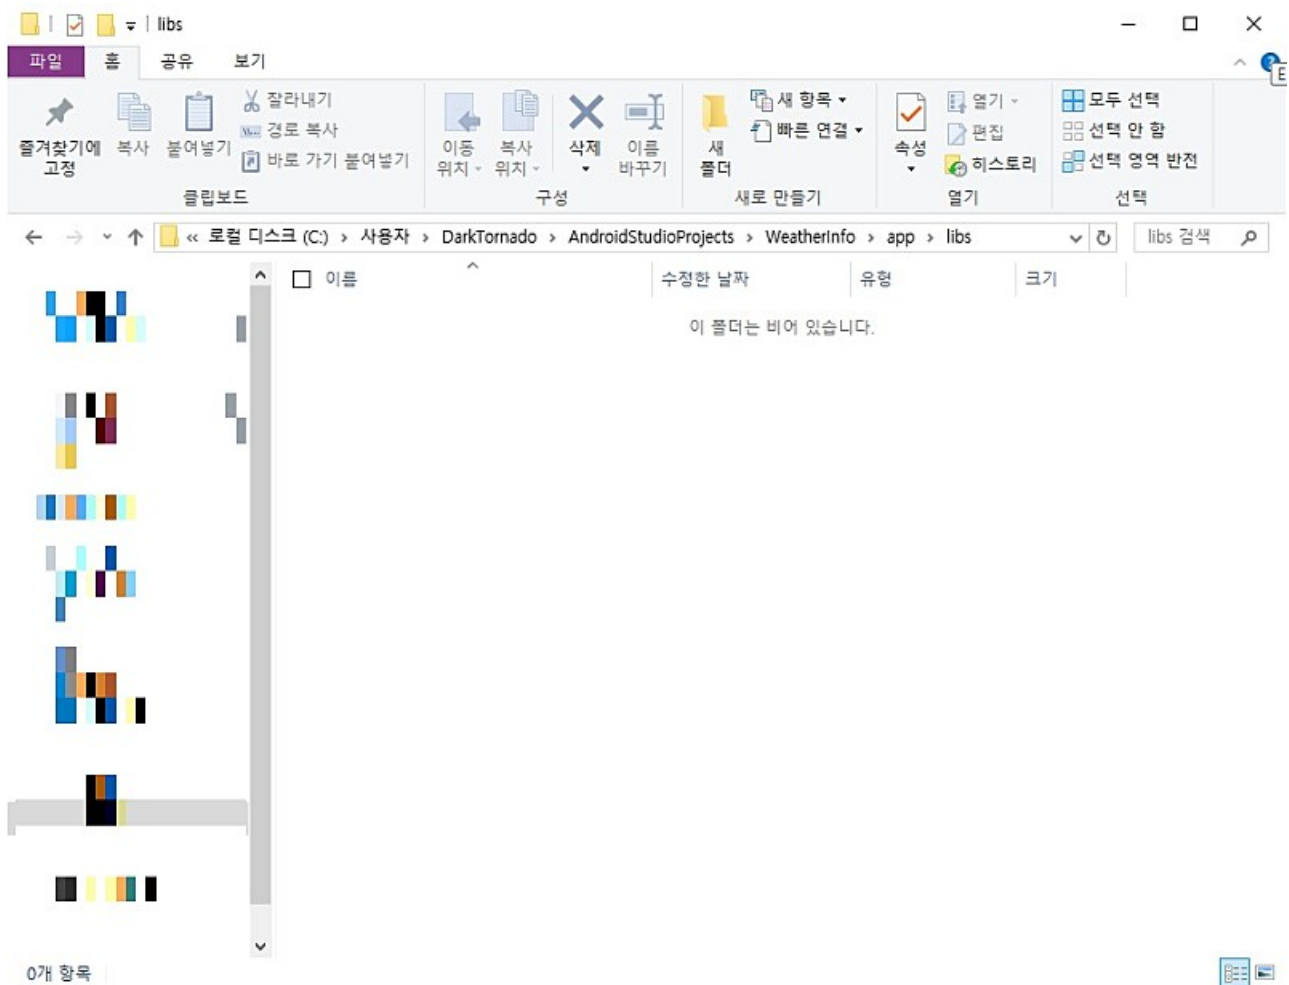 libs
파일 홈 공유 보기
E
즐겨찾기에 고정
복사
붙여넣기
잘라내기
경로 복사
바로 가기 붙여넣기
클립보드
이동 위치
복사 위치
삭제
이름 바꾸기
구성
새 폴더
새 항목
빠른 연결
새로 만들기
속성
열기
편집
히스토리
열기
모두 선택
선택 안 함
선택 영역 반전
선택
« 로컬 디스크 (C:) › 사용자 › DarkTornado › AndroidStudioProjects › WeatherInfo › app › libs
libs 검색
이름 수정한 날짜 유형 크기
이 폴더는 비어 있습니다.
0개 항목